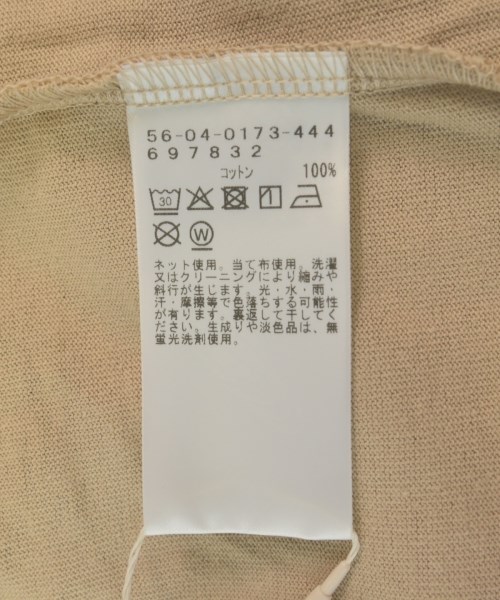 56-04-0173-444
697832
コットン 100%
30
W
ネット使用。当て布使用。洗濯
又はクリーニングにより縮みや
斜行が生じます。光・水・雨・
汗・摩擦等で色落ちする可能性
が有ります。裏返して干してく
ださい。生成りや淡色品は、無
蛍光洗剤使用。